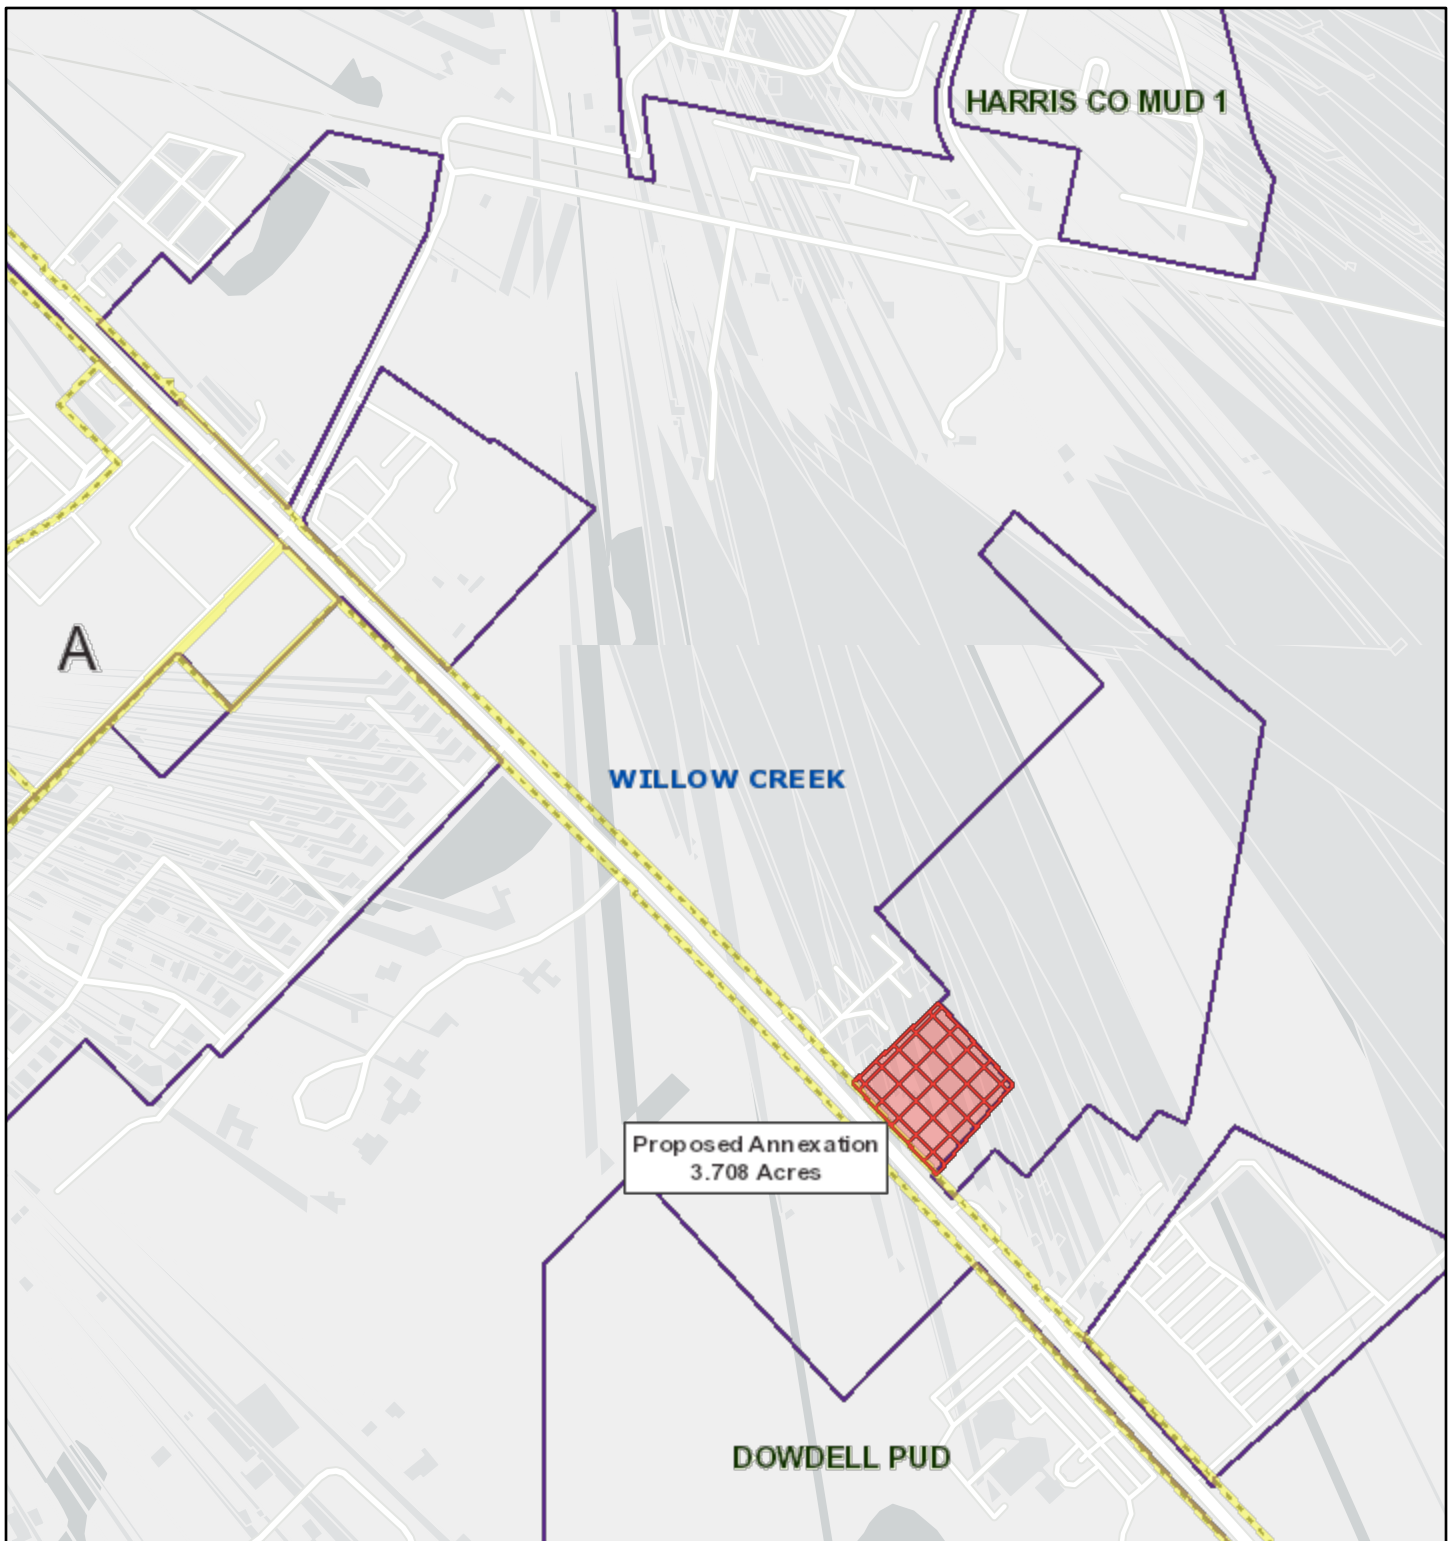 HARRIS CO MUD 1
A
WILLOW CREEK
Proposed Annexation
3.708 Acres
DOWDELL PUD